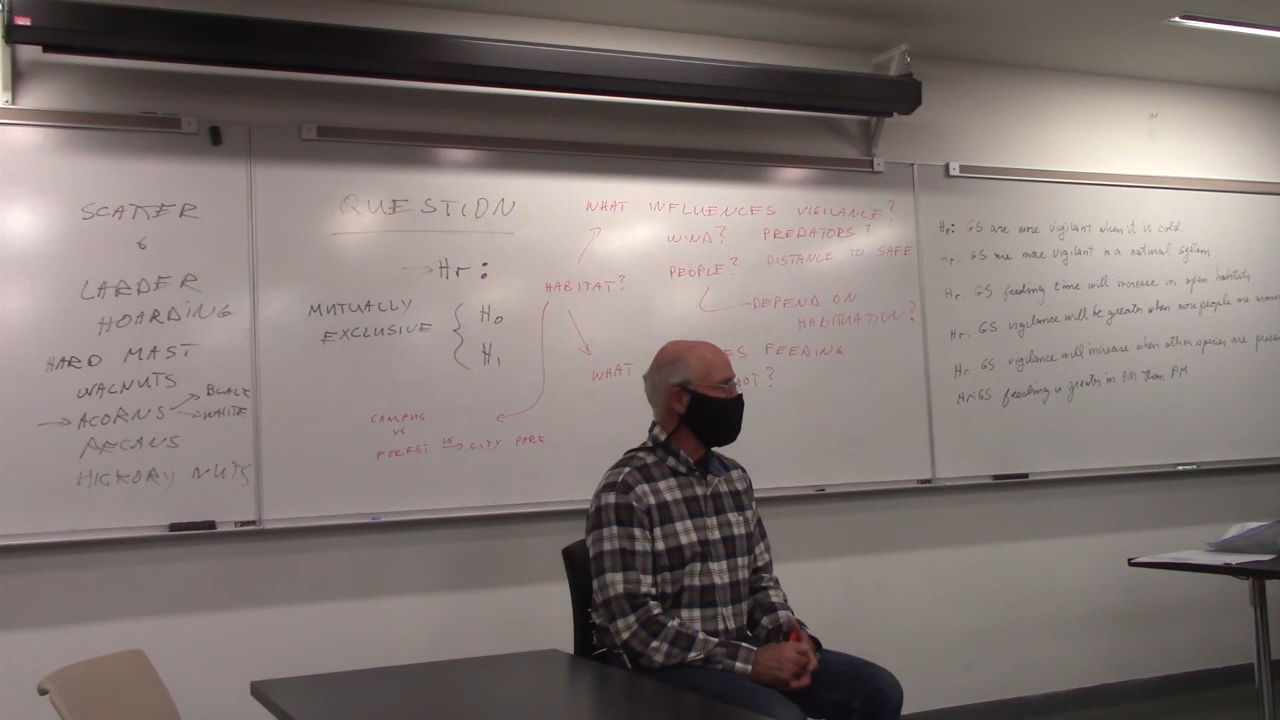 SCATTER
&
LARDER
HOARDING
HARD MAST
WALNUTS
→ ACORNS → BLACK
→ WHITE
PECANS
HICKORY NUTS
QUESTION
→ Hr:
MUTUALLY
EXCLUSIVE { H0
H1
HABITAT?
CAMPUS
VS
FOREST VS → CITY PARK
WHAT INFLUENCES VIGILANCE?
WIND? PREDATORS?
PEOPLE? DISTANCE TO SAFE
DEPEND ON
HABITUATION?
WHAT ES FEEDING
OT?
Hr: GS are more vigilant when it is cold.
Hr: GS are more vigilant in a natural system
Hr: GS feeding time will increase in open habitats
Hr: GS vigilance will be greater when more people are aroun
Hr: GS vigilance will increase when other species are presen
Hr: GS feeding is greater in AM than PM